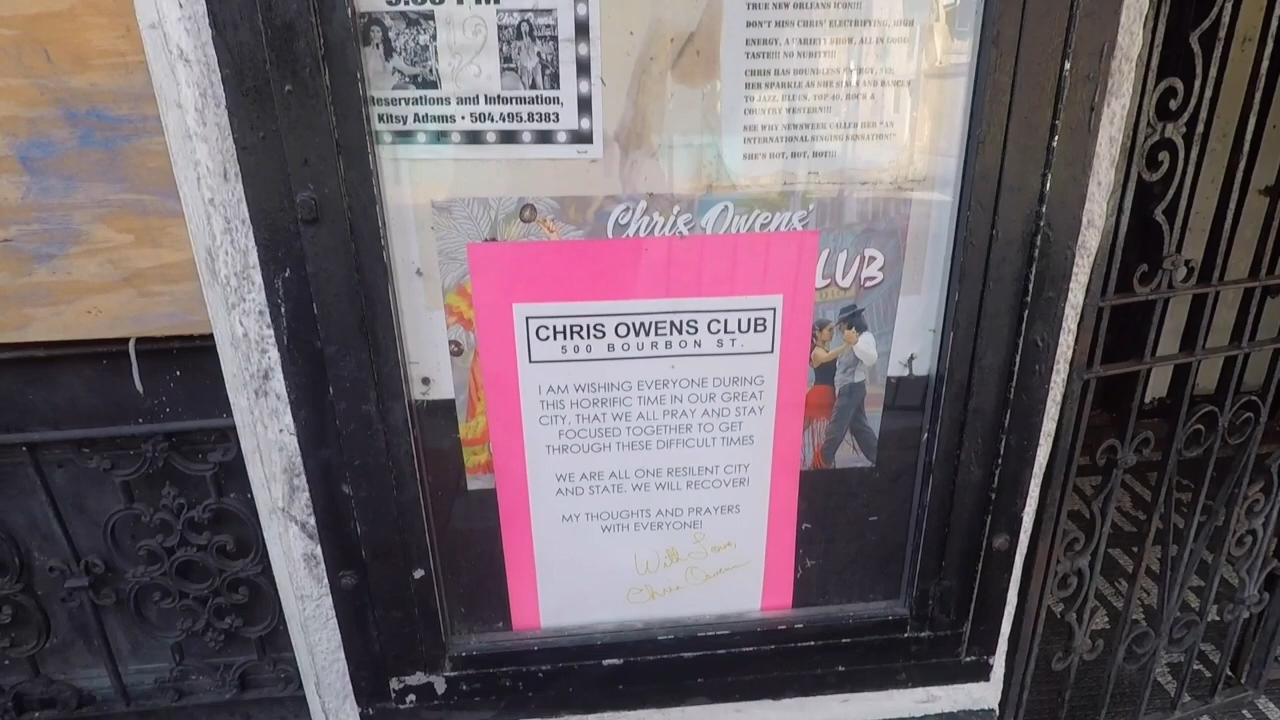 Reservations and Information,
Kitsy Adams • 504.495.8383
TRUE NEW ORLEANS ICON!!!
DON'T MISS CHRIS' ELECTRIFYING, HIGH
ENERGY, A VARIETY SHOW, ALL IN GOOD
TASTE!!! NO NUDITY!!!
CHRIS HAS BOUNDLESS ENERGY,
HER SPARKLE AS SHE SINGS AND DANCES
TO JAZZ, BLUES, TOP 40, ROCK &
COUNTRY WESTERN!!!
SEE WHY NEWSWEEK CALLED HER "AN
INTERNATIONAL SINGING SENSATION!"
SHE'S HOT, HOT, HOT!!!
Chris Owens'
LUB
CHRIS OWENS CLUB
500 BOURBON ST.
I AM WISHING EVERYONE DURING
THIS HORRIFIC TIME IN OUR GREAT
CITY, THAT WE ALL PRAY AND STAY
FOCUSED TOGETHER TO GET
THROUGH THESE DIFFICULT TIMES
WE ARE ALL ONE RESILENT CITY
AND STATE. WE WILL RECOVER!
MY THOUGHTS AND PRAYERS
WITH EVERYONE!
With Love,
Chris Owens